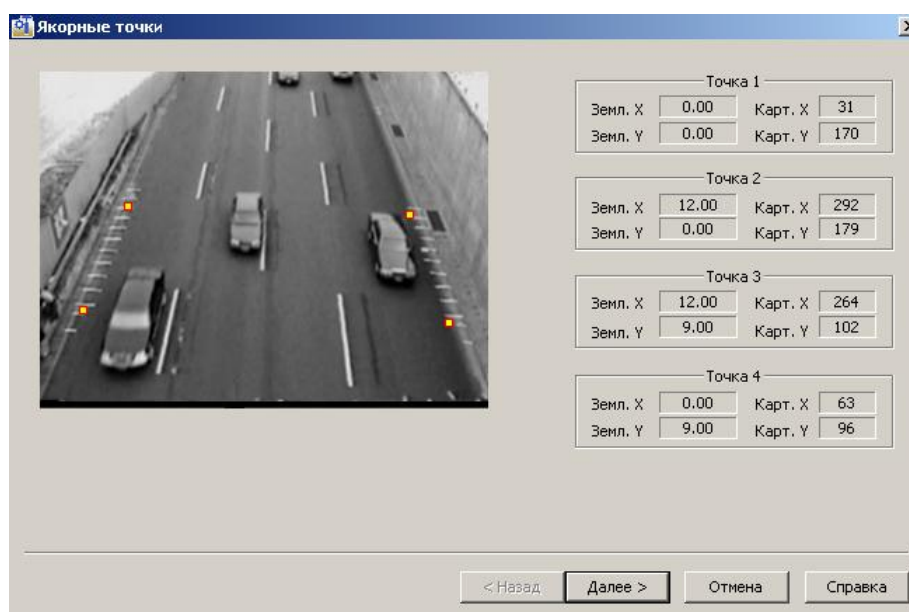 Якорные точки
Точка 1
Земл. X 0.00 Карт. X 31
Земл. Y 0.00 Карт. Y 170
Точка 2
Земл. X 12.00 Карт. X 292
Земл. Y 0.00 Карт. Y 179
Точка 3
Земл. X 12.00 Карт. X 264
Земл. Y 9.00 Карт. Y 102
Точка 4
Земл. X 0.00 Карт. X 63
Земл. Y 9.00 Карт. Y 96
< Назад Далее > Отмена Справка